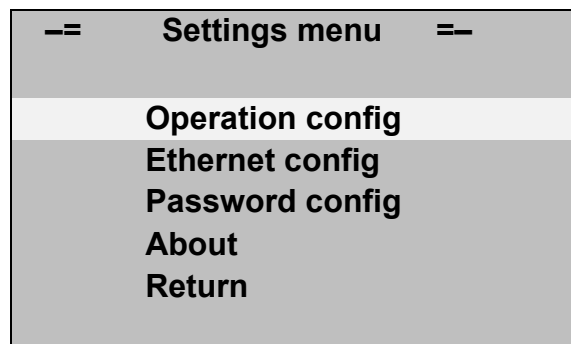 –= Settings menu =–
Operation config
Ethernet config
Password config
About
Return